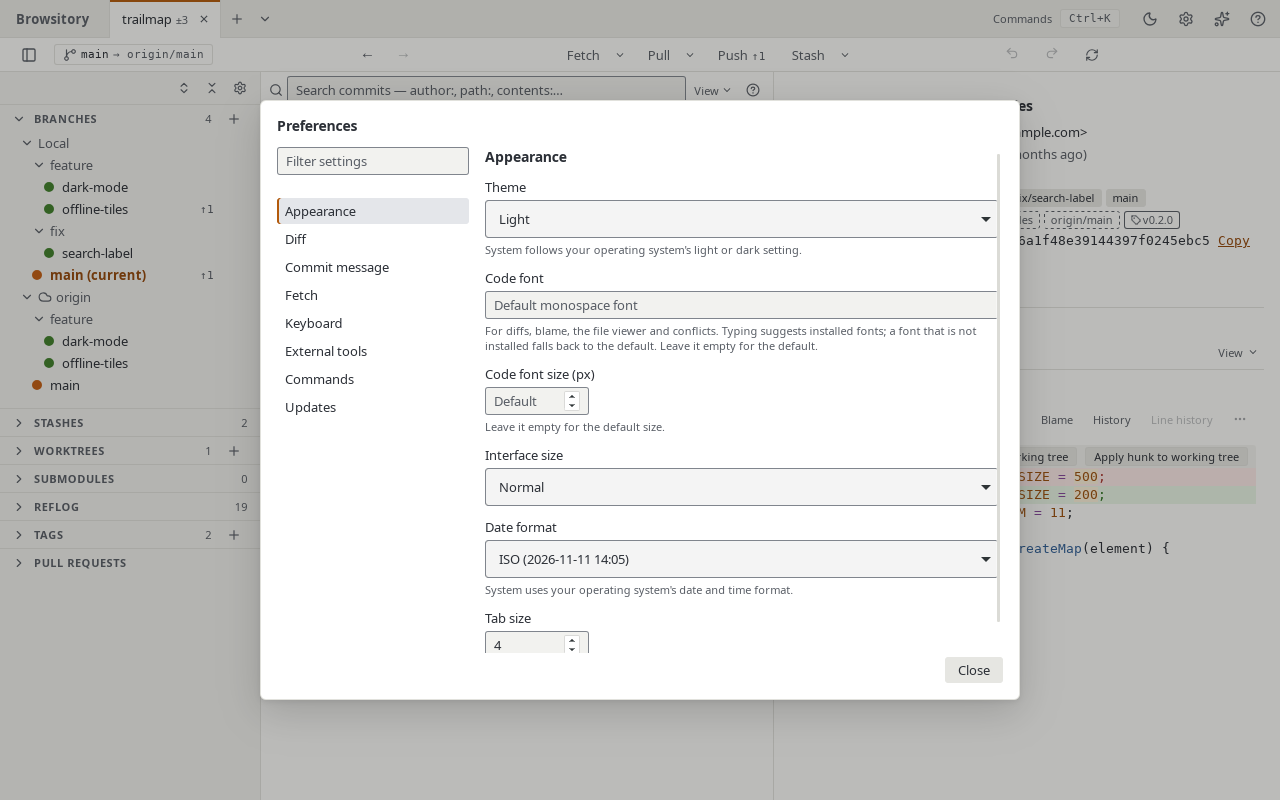 Browsitory
trailmap ±3
Commands Ctrl+K
main → origin/main
Fetch
Pull
Push ↑1
Stash
Search commits — author:, path:, contents:...
View
BRANCHES 4
Local
feature
dark-mode
offline-tiles ↑1
fix
search-label
main (current) ↑1
origin
feature
dark-mode
offline-tiles
main
STASHES 2
WORKTREES 1
SUBMODULES 0
REFLOG 19
TAGS 2
PULL REQUESTS
Preferences
Filter settings
Appearance
Diff
Commit message
Fetch
Keyboard
External tools
Commands
Updates
Appearance
Theme
Light
System follows your operating system's light or dark setting.
Code font
Default monospace font
For diffs, blame, the file viewer and conflicts. Typing suggests installed fonts; a font that is not
installed falls back to the default. Leave it empty for the default.
Code font size (px)
Default
Leave it empty for the default size.
Interface size
Normal
Date format
ISO (2026-11-11 14:05)
System uses your operating system's date and time format.
Tab size
4
Close
es
mple.com>
onths ago)
ix/search-label main
les origin/main v0.2.0
6a1f48e39144397f0245ebc5 Copy
View
Blame History Line history
rking tree Apply hunk to working tree
SIZE = 500;
SIZE = 200;
M = 11;
reateMap(element) {